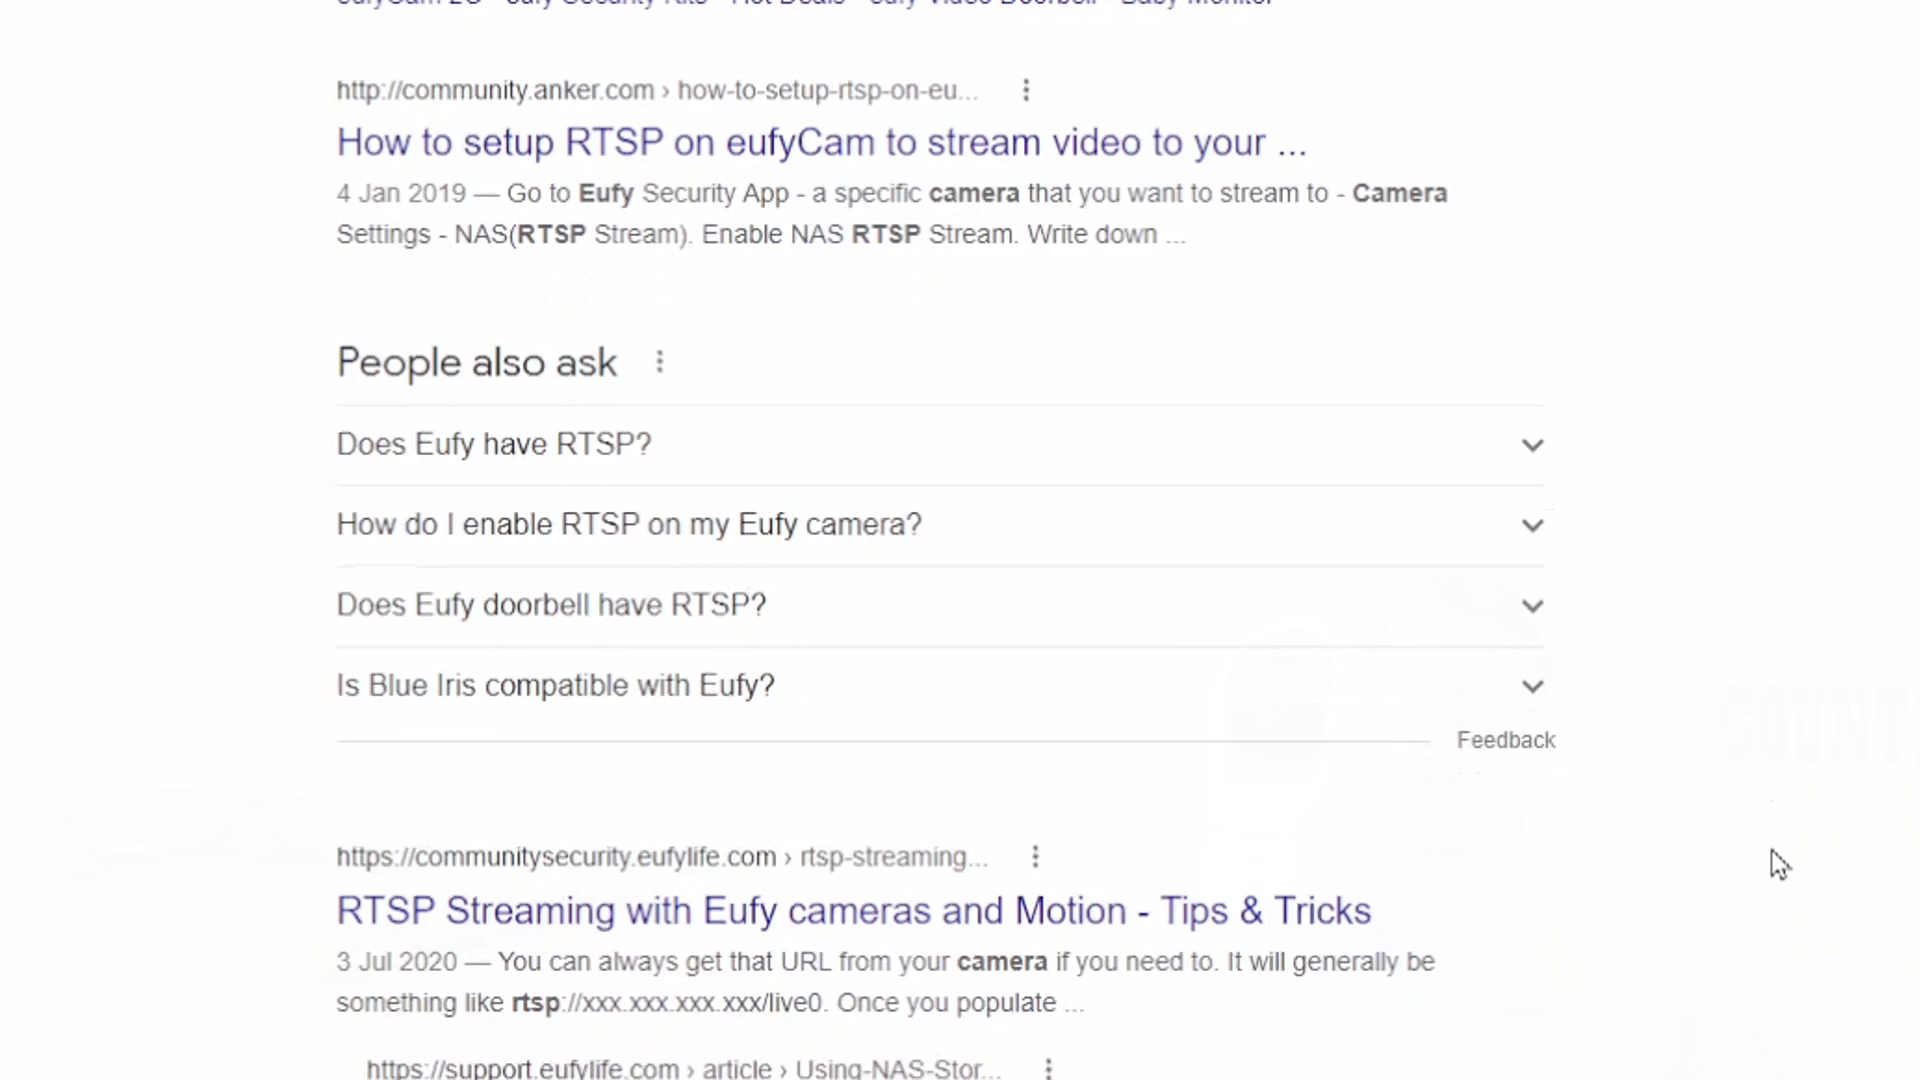 http://community.anker.com › how-to-setup-rtsp-on-eu...
How to setup RTSP on eufyCam to stream video to your ...
4 Jan 2019 — Go to Eufy Security App - a specific camera that you want to stream to - Camera
Settings - NAS(RTSP Stream). Enable NAS RTSP Stream. Write down ...
People also ask
Does Eufy have RTSP?
How do I enable RTSP on my Eufy camera?
Does Eufy doorbell have RTSP?
Is Blue Iris compatible with Eufy?
Feedback
https://communitysecurity.eufylife.com › rtsp-streaming...
RTSP Streaming with Eufy cameras and Motion - Tips & Tricks
3 Jul 2020 — You can always get that URL from your camera if you need to. It will generally be
something like rtsp://xxx.xxx.xxx.xxx/live0. Once you populate ...
https://support.eufylife.com › article › Using-NAS-Stor...